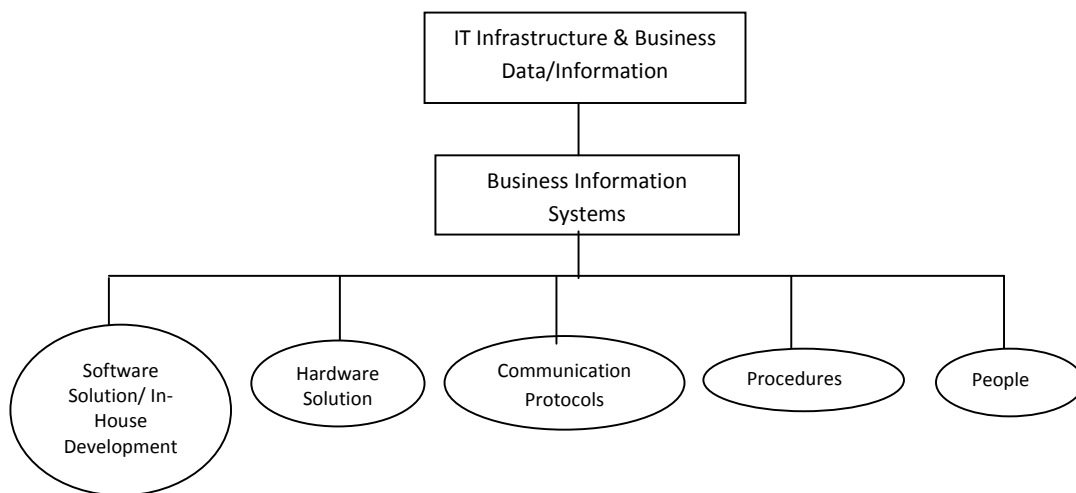 IT Infrastructure & Business
Data/Information
Business Information
Systems
Software
Solution/ In-
House
Development
Hardware
Solution
Communication
Protocols
Procedures
People